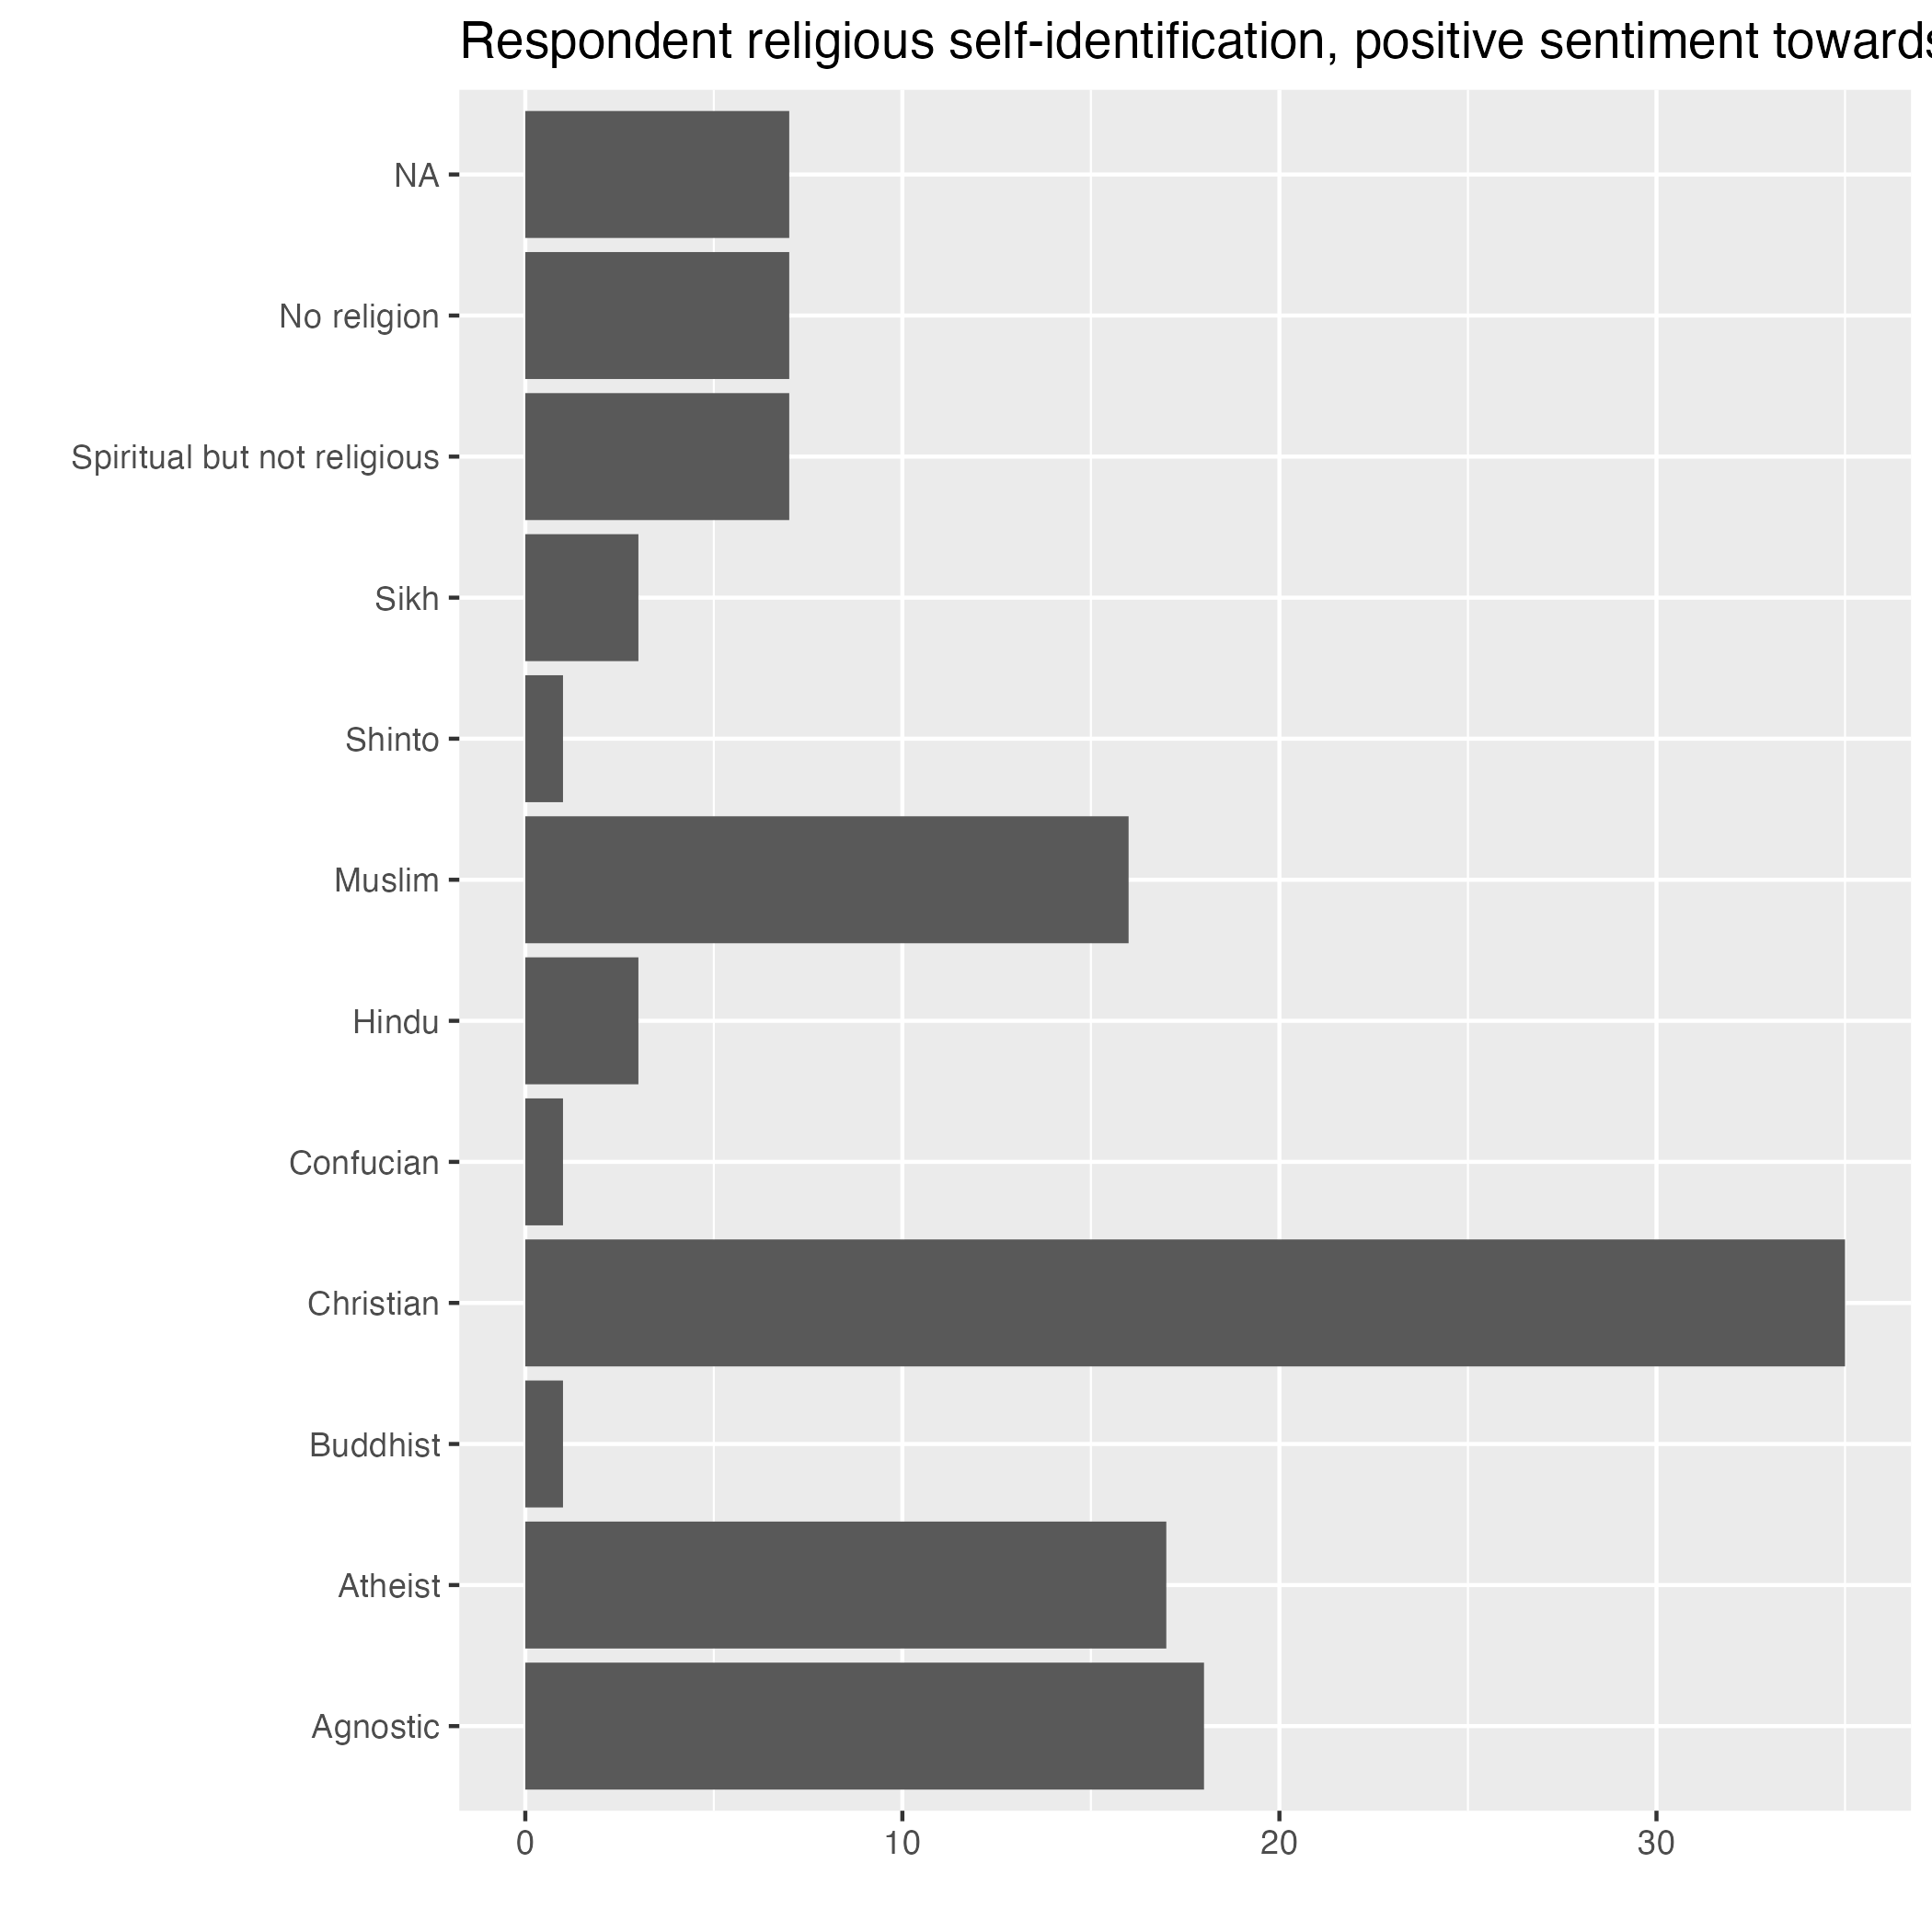 Respondent religious self-identification, positive sentiment towards
NA
No religion
Spiritual but not religious
Sikh
Shinto
Muslim
Hindu
Confucian
Christian
Buddhist
Atheist
Agnostic
0 10 20 30